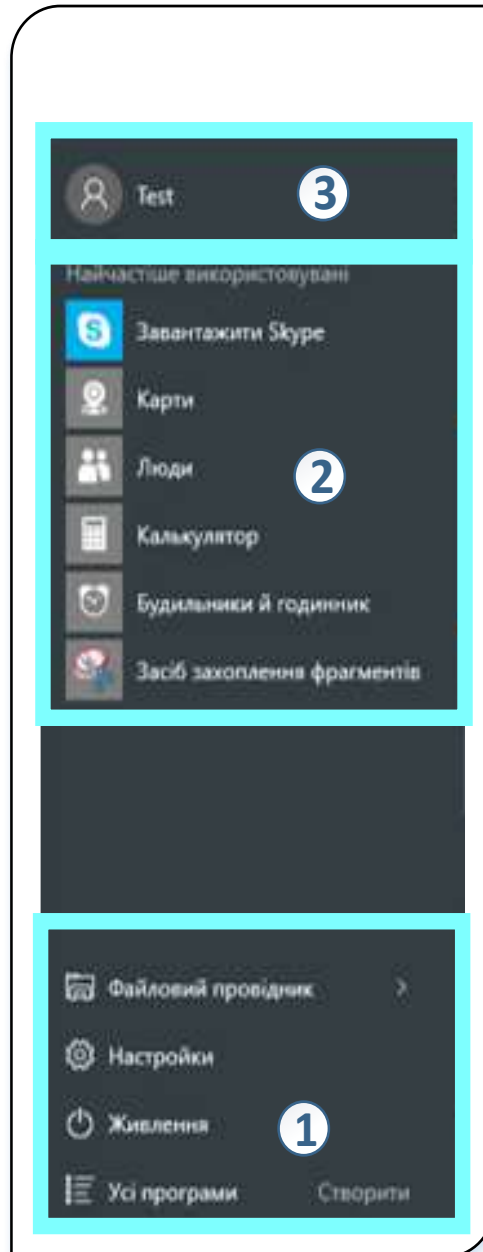 Test
3
Найчастіше використовувані
Завантажити Skype
Карти
Люди
2
Калькулятор
Будильники й годинник
Засіб захоплення фрагментів
Файловий провідник
Настройки
Живлення
1
Усі програми Створити